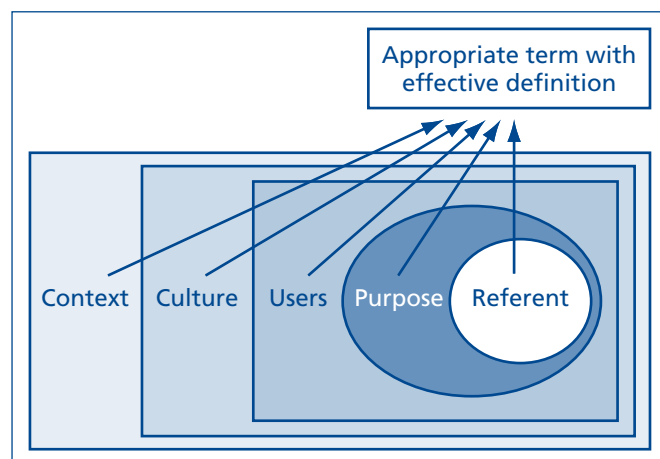 Appropriate term with
effective definition
Context Culture Users Purpose Referent